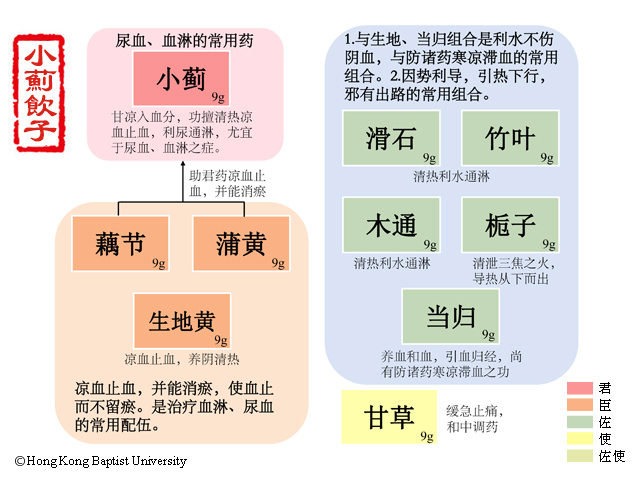 小薊飲子
尿血、血淋的常用药
小蓟
9g
甘凉入血分，功擅清热凉
血止血，利尿通淋，尤宜
于尿血、血淋之症。
助君药凉血止
血，并能消瘀
藕节
9g
蒲黄
9g
生地黄
9g
凉血止血，养阴清热
凉血止血，并能消瘀，使血止
而不留瘀。是治疗血淋、尿血
的常用配伍。
1.与生地、当归组合是利水不伤
阴血，与防诸药寒凉滞血的常用
组合。2.因势利导，引热下行，
邪有出路的常用组合。
滑石
9g
竹叶
9g
清热利水通淋
木通
9g
清热利水通淋
栀子
9g
清泄三焦之火，
导热从下而出
当归
9g
养血和血，引血归经，尚
有防诸药寒凉滞血之功
甘草
9g
缓急止痛，
和中调药
君
臣
佐
使
佐使
©Hong Kong Baptist University